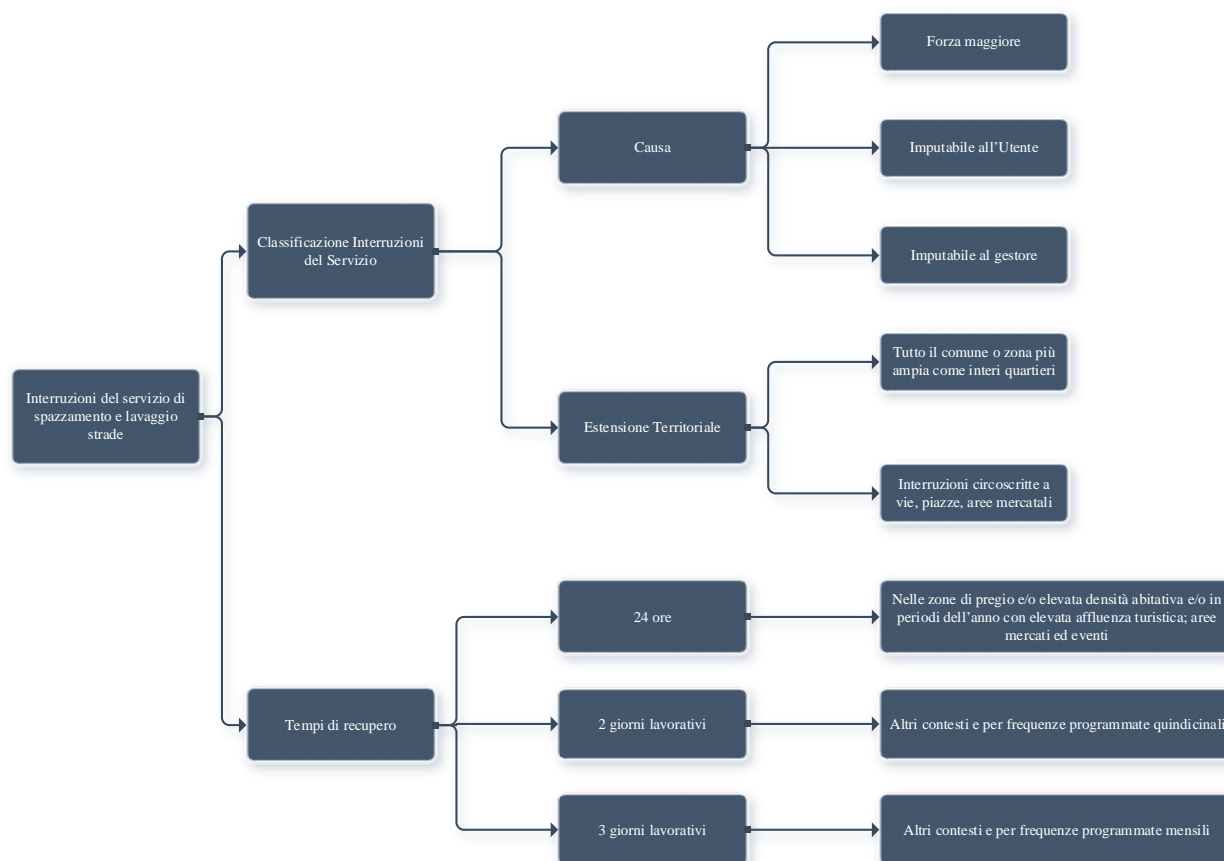 Forza maggiore
Causa
Imputabile all’Utente
Classificazione Interruzioni
del Servizio
Imputabile al gestore
Tutto il comune o zona più
ampia come interi quartieri
Interruzioni del servizio di
spazzamento e lavaggio
strade
Estensione Territoriale
Interruzioni circoscritte a
vie, piazze, aree mercatali
24 ore
Nelle zone di pregio e/o elevata densità abitativa e/o in
periodi dell’anno con elevata affluenza turistica; aree
mercati ed eventi
Tempi di recupero
2 giorni lavorativi
Altri contesti e per frequenze programmate quindicinali
3 giorni lavorativi
Altri contesti e per frequenze programmate mensili